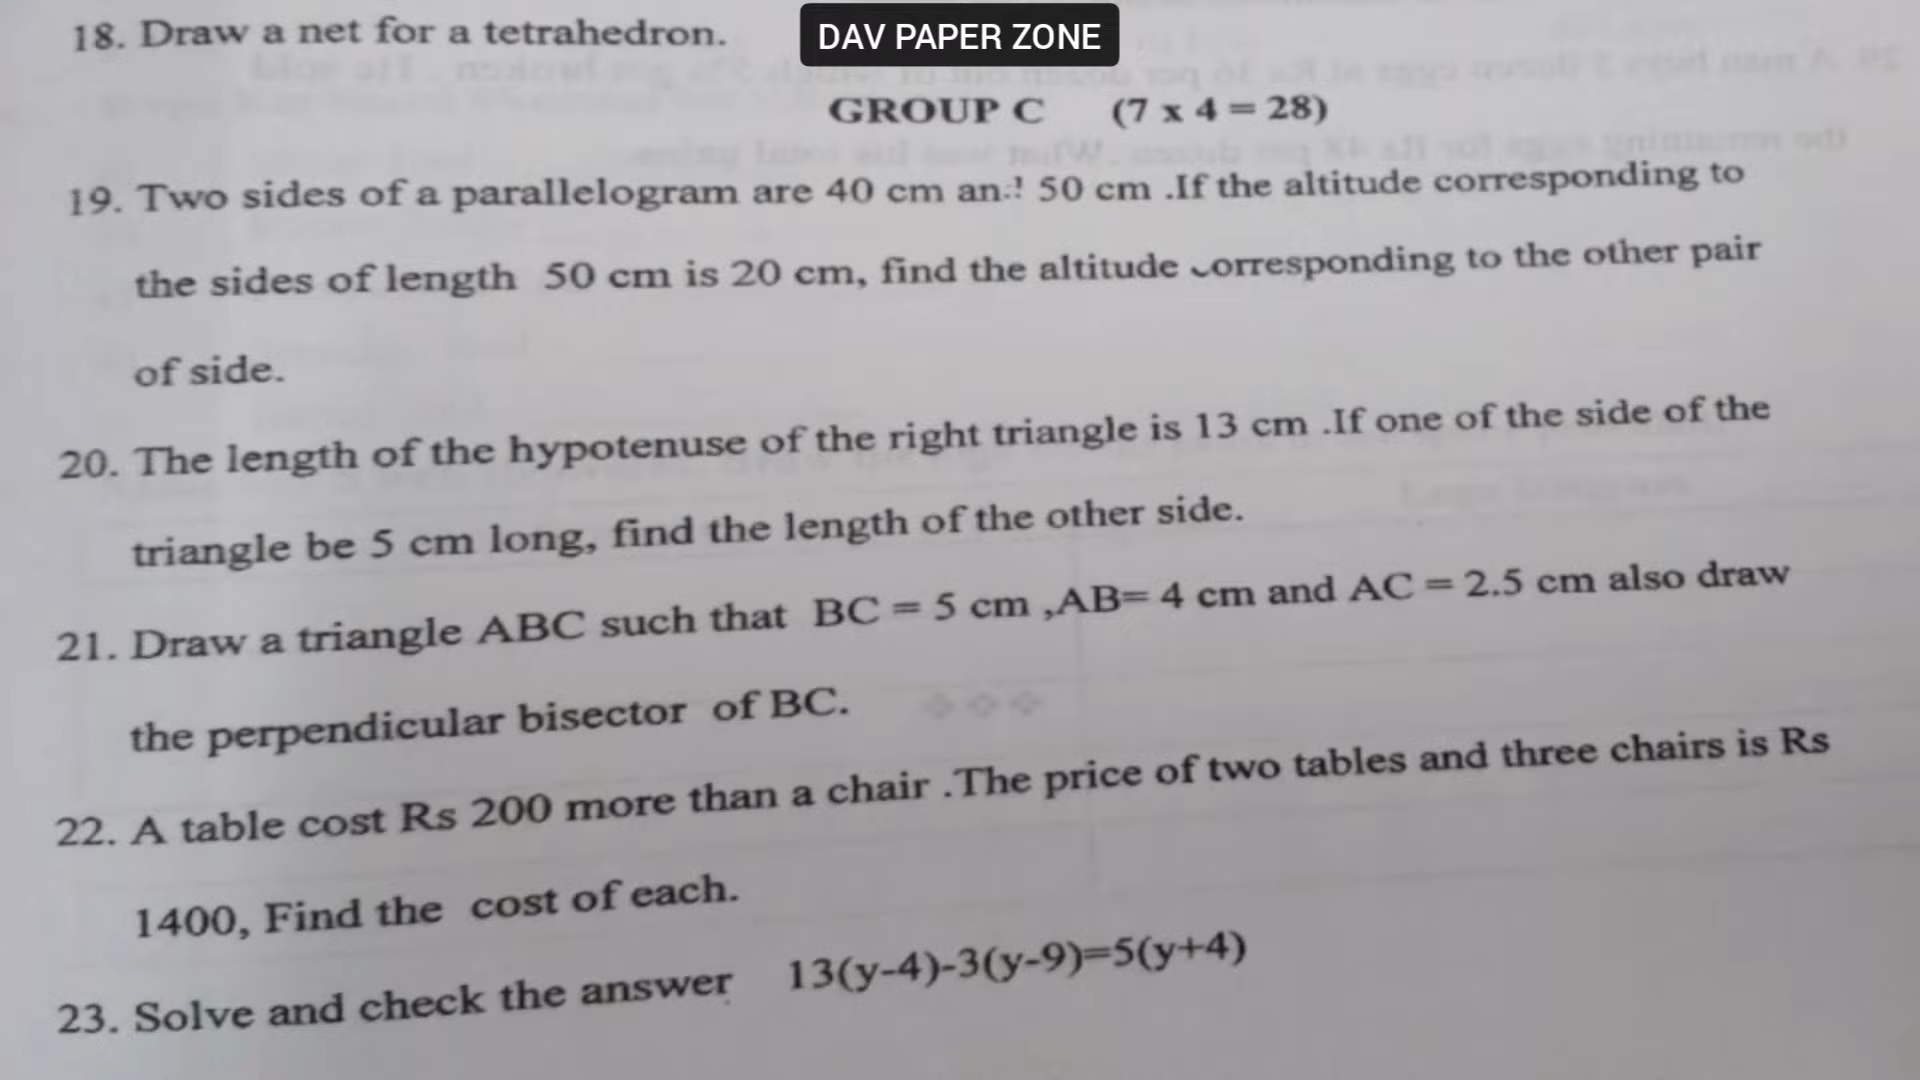 18. Draw a net for a tetrahedron.
DAV PAPER ZONE
GROUP C (7 x 4 = 28)
19. Two sides of a parallelogram are 40 cm and 50 cm .If the altitude corresponding to
the sides of length 50 cm is 20 cm, find the altitude corresponding to the other pair
of side.
20. The length of the hypotenuse of the right triangle is 13 cm .If one of the side of the
triangle be 5 cm long, find the length of the other side.
21. Draw a triangle ABC such that BC = 5 cm ,AB= 4 cm and AC = 2.5 cm also draw
the perpendicular bisector of BC.
22. A table cost Rs 200 more than a chair .The price of two tables and three chairs is Rs
1400, Find the cost of each.
23. Solve and check the answer 13(y-4)-3(y-9)=5(y+4)